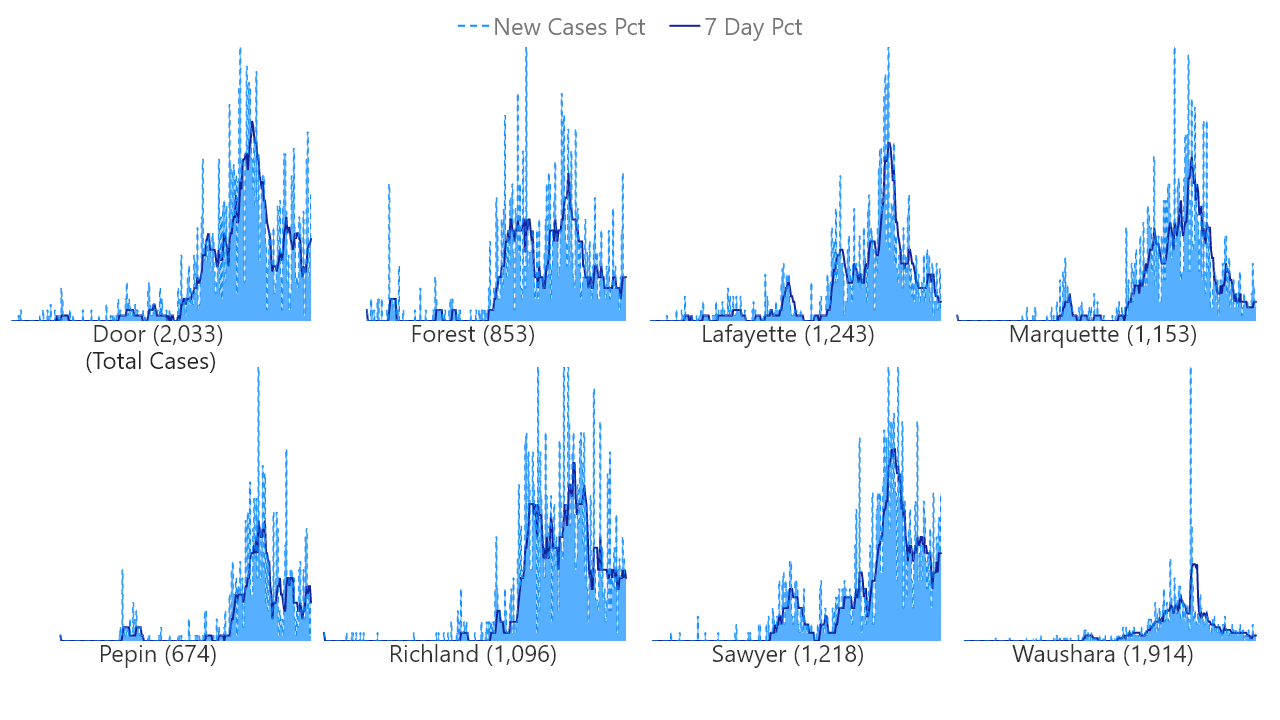 New Cases Pct 7 Day Pct
Door (2,033) Forest (853) Lafayette (1,243) Marquette (1,153)
(Total Cases)
Pepin (674) Richland (1,096) Sawyer (1,218) Waushara (1,914)